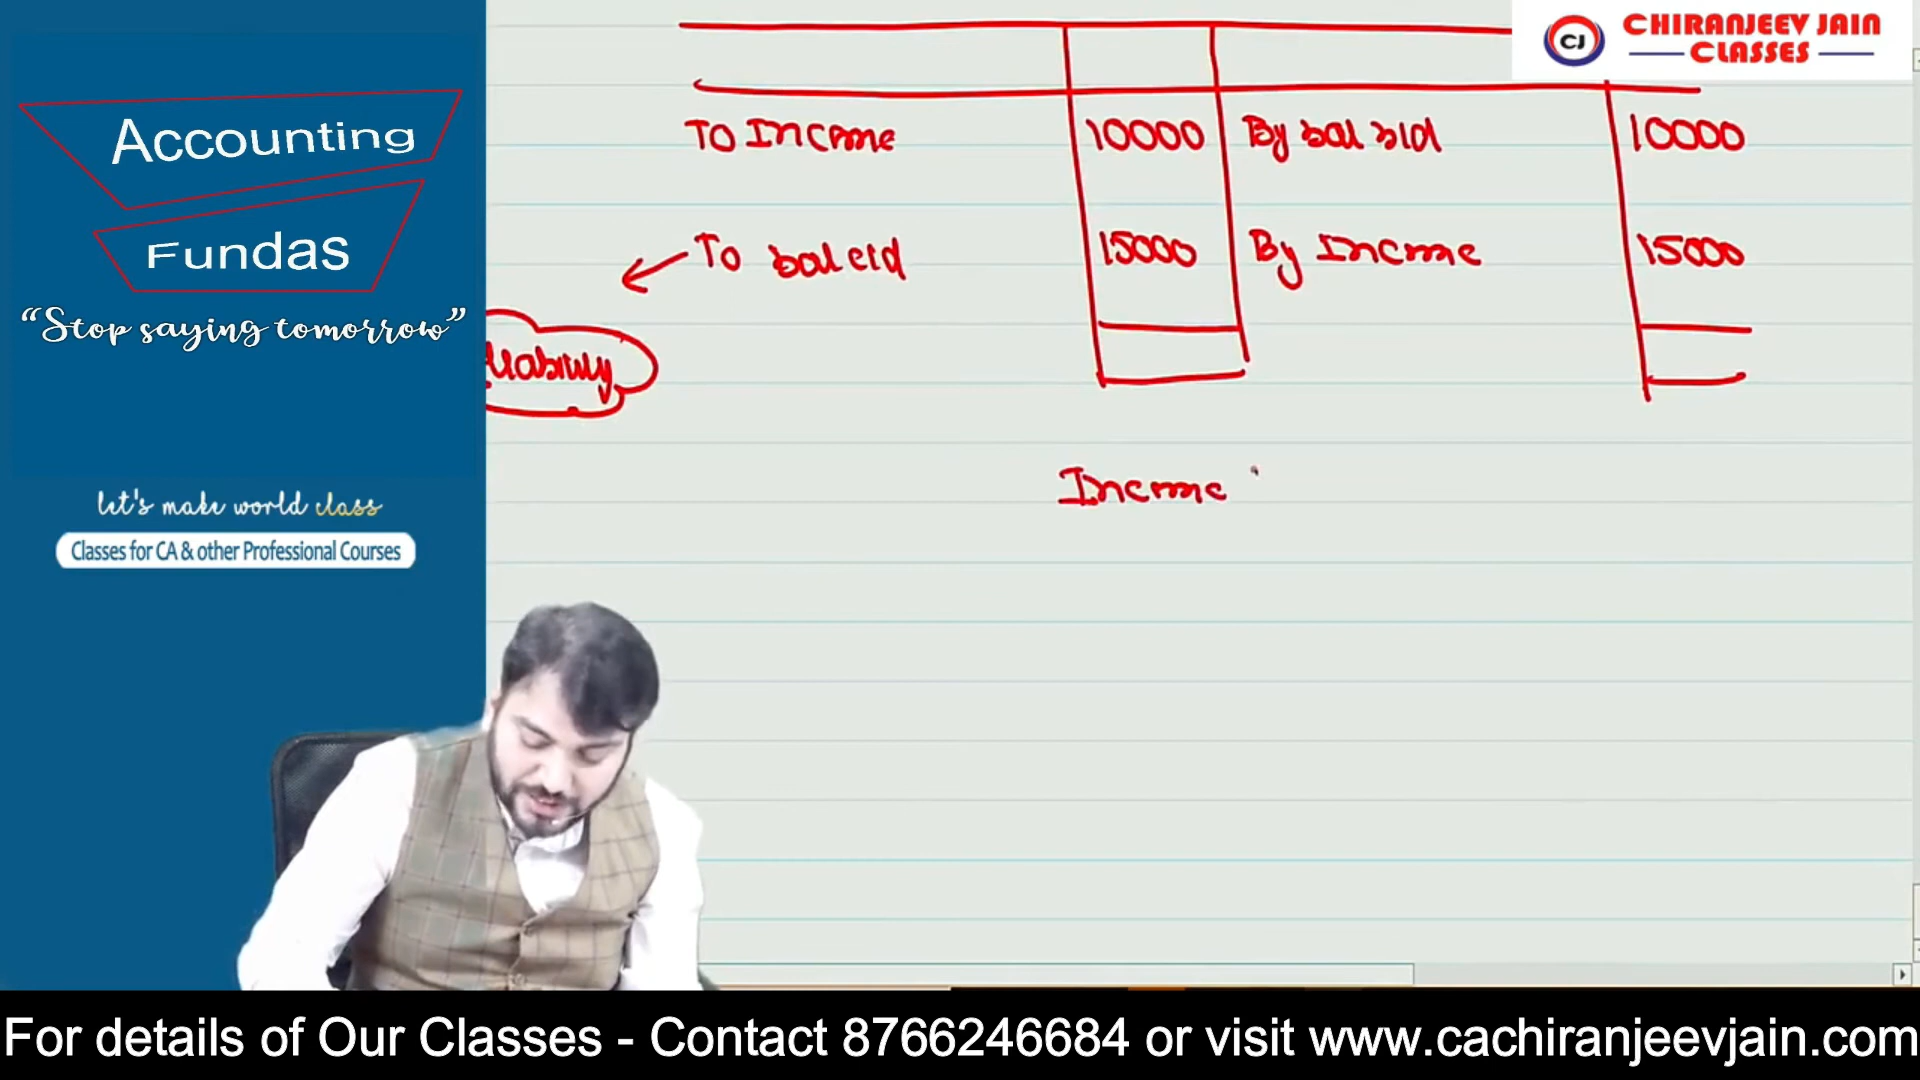 CHIRANJEEV JAIN
CJ
CLASSES
Accounting
Fundas
“Stop saying tomorrow”
let's make world class
Classes for CA & other Professional Courses
To Income 10000 By bal b/d 10000
To bal c/d 15000 By Income 15000
liability
Income
For details of Our Classes - Contact 8766246684 or visit www.cachiranjeevjain.com